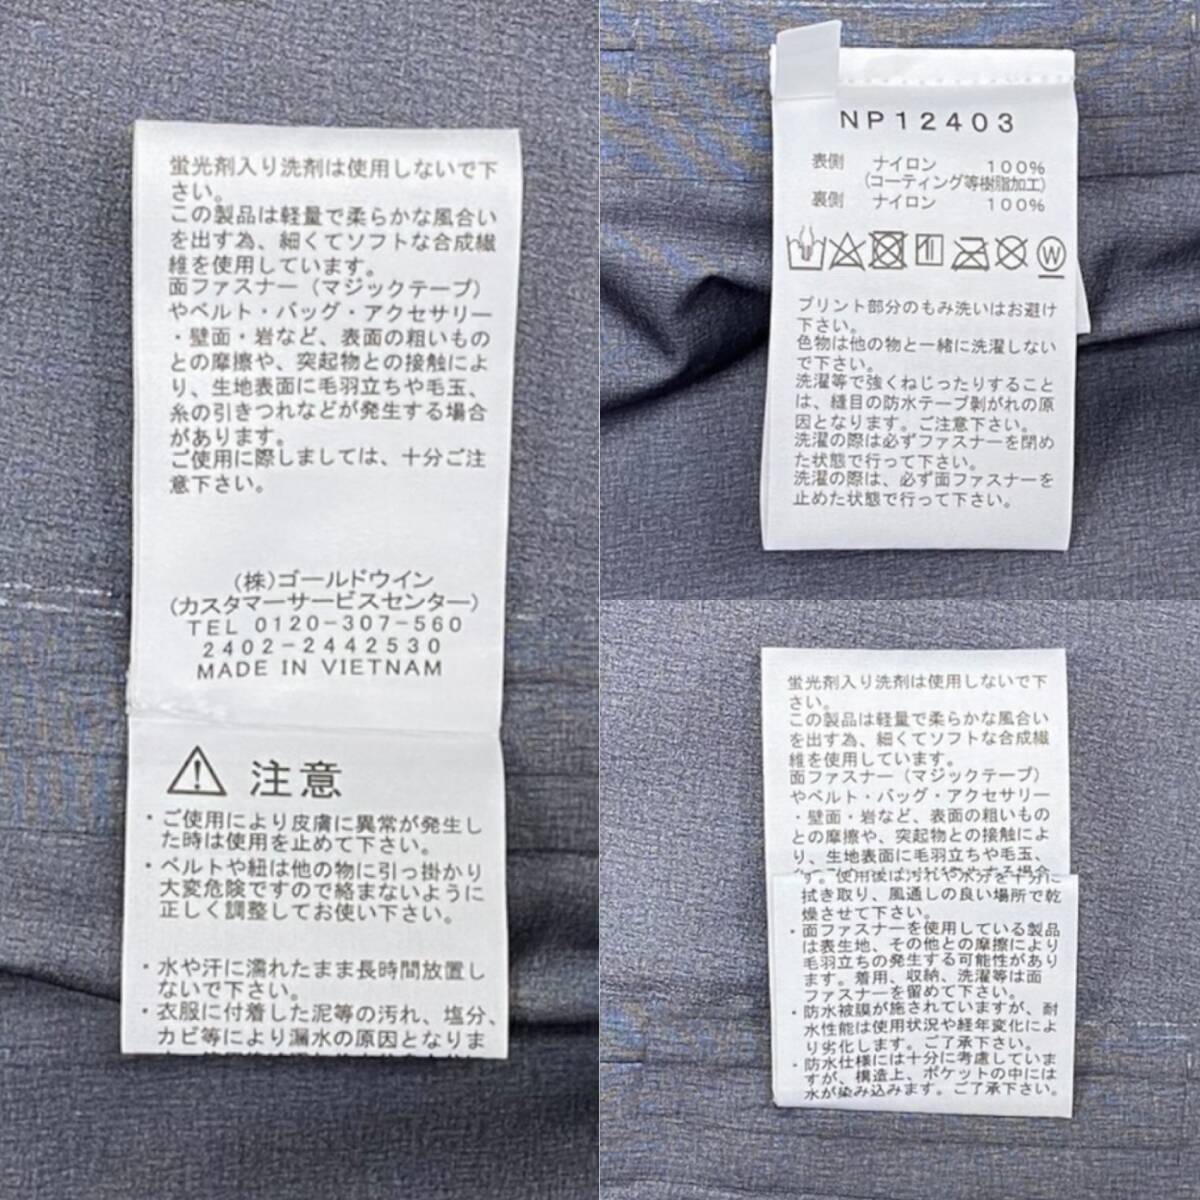 蛍光剤入り洗剤は使用しないで下
さい。
この製品は軽量で柔らかな風合い
を出す為、細くてソフトな合成繊
維を使用しています。
面ファスナー(マジックテープ)
やベルト・バッグ・アクセサリー
・壁面・岩など、表面の粗いもの
との摩擦や、突起物との接触によ
り、生地表面に毛羽立ちや毛玉、
糸の引きつれなどが発生する場合
があります。
ご使用に際しましては、十分ご注
意下さい。
(株)ゴールドウイン
(カスタマーサービスセンター)
TEL 0120-307-560
2402-2442530
MADE IN VIETNAM
注意
・ご使用により皮膚に異常が発生し
た時は使用を止めて下さい。
・ベルトや紐は他の物に引っ掛かり
大変危険ですので絡まないように
正しく調整してお使い下さい。
・水や汗に濡れたまま長時間放置し
ないで下さい。
・衣服に付着した泥等の汚れ、塩分、
カビ等により漏水の原因となりま
NP12403
表側 ナイロン 100%
(コーティング等樹脂加工)
裏側 ナイロン 100%
W
プリント部分のもみ洗いはお避け
下さい。
色物は他の物と一緒に洗濯しない
で下さい。
洗濯等で強くねじったりすること
は、縫目の防水テープ剝がれの原
因となります。ご注意下さい。
洗濯の際は必ずファスナーを閉め
た状態で行って下さい。
洗濯の際は、必ず面ファスナーを
止めた状態で行って下さい。
蛍光剤入り洗剤は使用しないで下
さい。
この製品は軽量で柔らかな風合い
を出す為、細くてソフトな合成繊
維を使用しています。
面ファスナー(マジックテープ)
やベルト・バッグ・アクセサリー
・壁面・岩など、表面の粗いもの
との摩擦や、突起物との接触によ
り、生地表面に毛羽立ちや毛玉、
す。使用後は汚れや水分を十分に
拭き取り、風通しの良い場所で乾
燥させて下さい。
・面ファスナーを使用している製品
は表生地、その他との摩擦により
毛羽立ちの発生する可能性があり
ます。着用、収納、洗濯等は面
ファスナーを留めて下さい。
・防水被膜が施されていますが、耐
水性能は使用状況や経年変化によ
り劣化します。ご了承下さい。
・防水仕様には十分に考慮していま
すが、構造上、ポケットの中には
水が染み込みます。ご了承下さい。